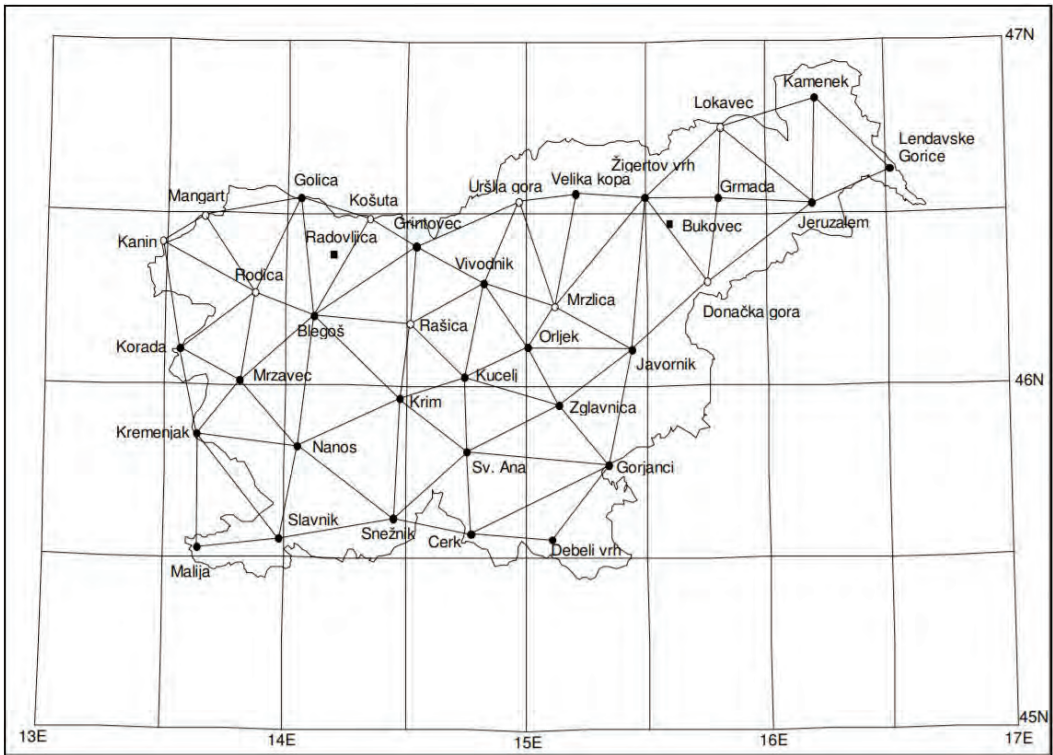 47N
Kamenek
Lokavec
Lendavske
Gorice
Žigertov vrh
Golica
Uršlja gora
Velika kopa
Grmada
Mangart
Košuta
Jeruzalem
Grintovec
Bukovec
Kanin
Radovljica
Vivodnik
Rodica
Mrzlica
Donačka gora
Blegoš
Rašica
Orljek
Korada
Javornik
Mrzavec
Kucelj
46N
Krim
Zglavnica
Kremenjak
Nanos
Sv. Ana
Gorjanci
Slavnik
Snežnik
Cerk
Debeli vrh
Malija
45N
13E
14E
15E
16E
17E